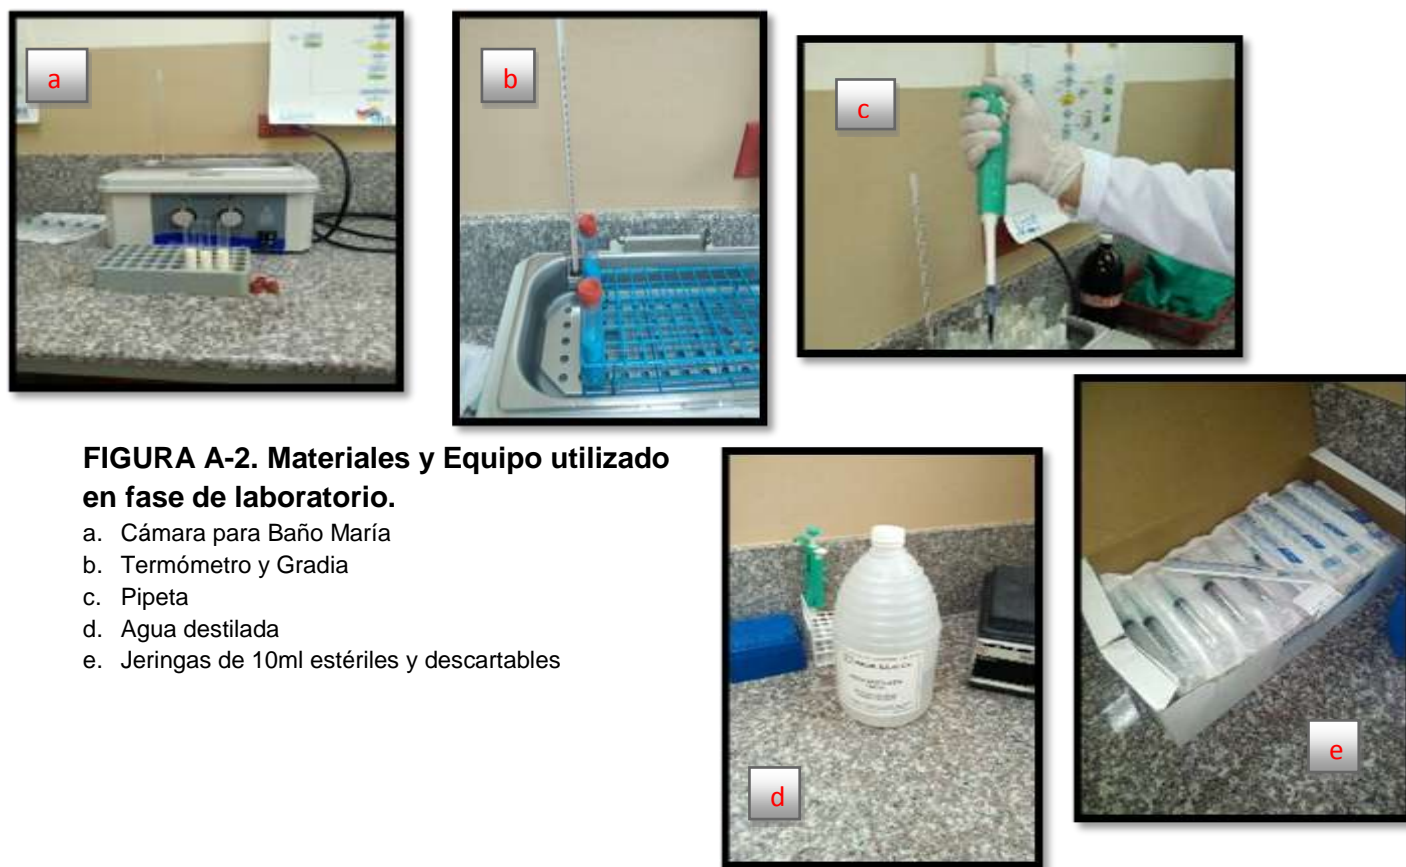 a
b
c
FIGURA A-2. Materiales y Equipo utilizado
en fase de laboratorio.
a. Cámara para Baño María
b. Termómetro y Gradia
c. Pipeta
d. Agua destilada
e. Jeringas de 10ml estériles y descartables
d
e